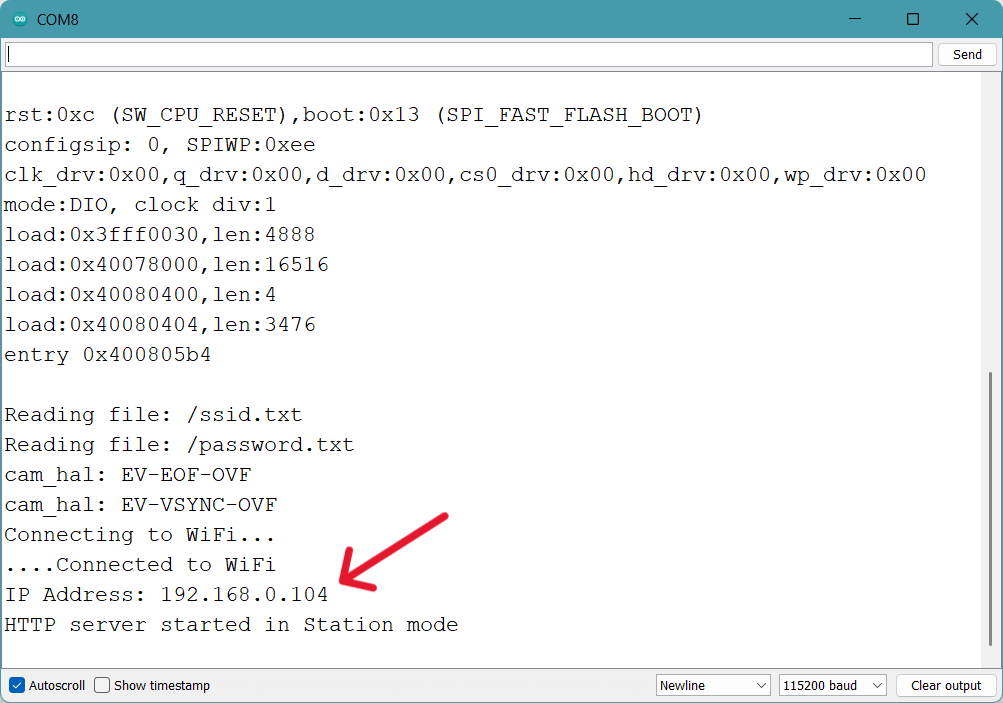 COM8
Send
rst:0xc (SW_CPU_RESET),boot:0x13 (SPI_FAST_FLASH_BOOT)
configsip: 0, SPIWP:0xee
clk_drv:0x00,q_drv:0x00,d_drv:0x00,cs0_drv:0x00,hd_drv:0x00,wp_drv:0x00
mode:DIO, clock div:1
load:0x3fff0030,len:4888
load:0x40078000,len:16516
load:0x40080400,len:4
load:0x40080404,len:3476
entry 0x400805b4
Reading file: /ssid.txt
Reading file: /password.txt
cam_hal: EV-EOF-OVF
cam_hal: EV-VSYNC-OVF
Connecting to WiFi...
....Connected to WiFi
IP Address: 192.168.0.104
HTTP server started in Station mode
Autoscroll Show timestamp Newline 115200 baud Clear output